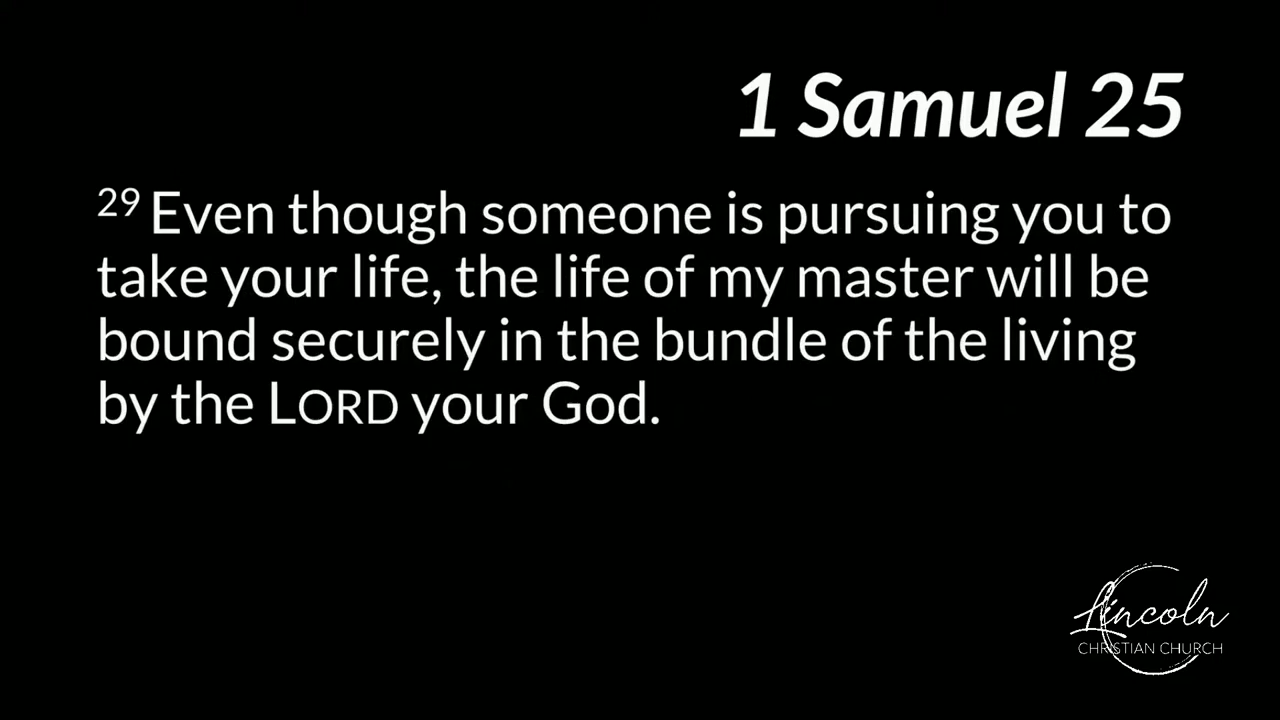 1 Samuel 25
29 Even though someone is pursuing you to
take your life, the life of my master will be
bound securely in the bundle of the living
by the LORD your God.
Lincoln
CHRISTIAN CHURCH